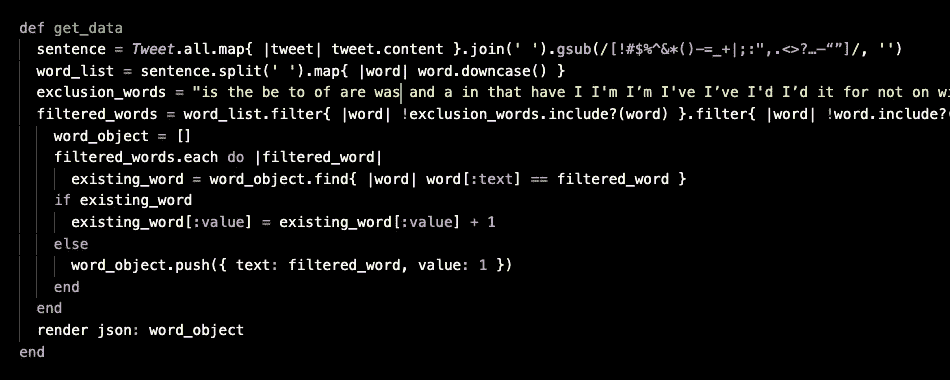 def get_data
sentence = Tweet.all.map{ |tweet| tweet.content }.join(' ').gsub(/[!#$%^&*()—=_+|;:",.<>?…—“”]/, '')
word_list = sentence.split(' ').map{ |word| word.downcase() }
exclusion_words = "is the be to of are was and a in that have I I'm I’m I've I’ve I'd I’d it for not on wi
filtered_words = word_list.filter{ |word| !exclusion_words.include?(word) }.filter{ |word| !word.include?(
word_object = []
filtered_words.each do |filtered_word|
existing_word = word_object.find{ |word| word[:text] == filtered_word }
if existing_word
existing_word[:value] = existing_word[:value] + 1
else
word_object.push({ text: filtered_word, value: 1 })
end
end
render json: word_object
end